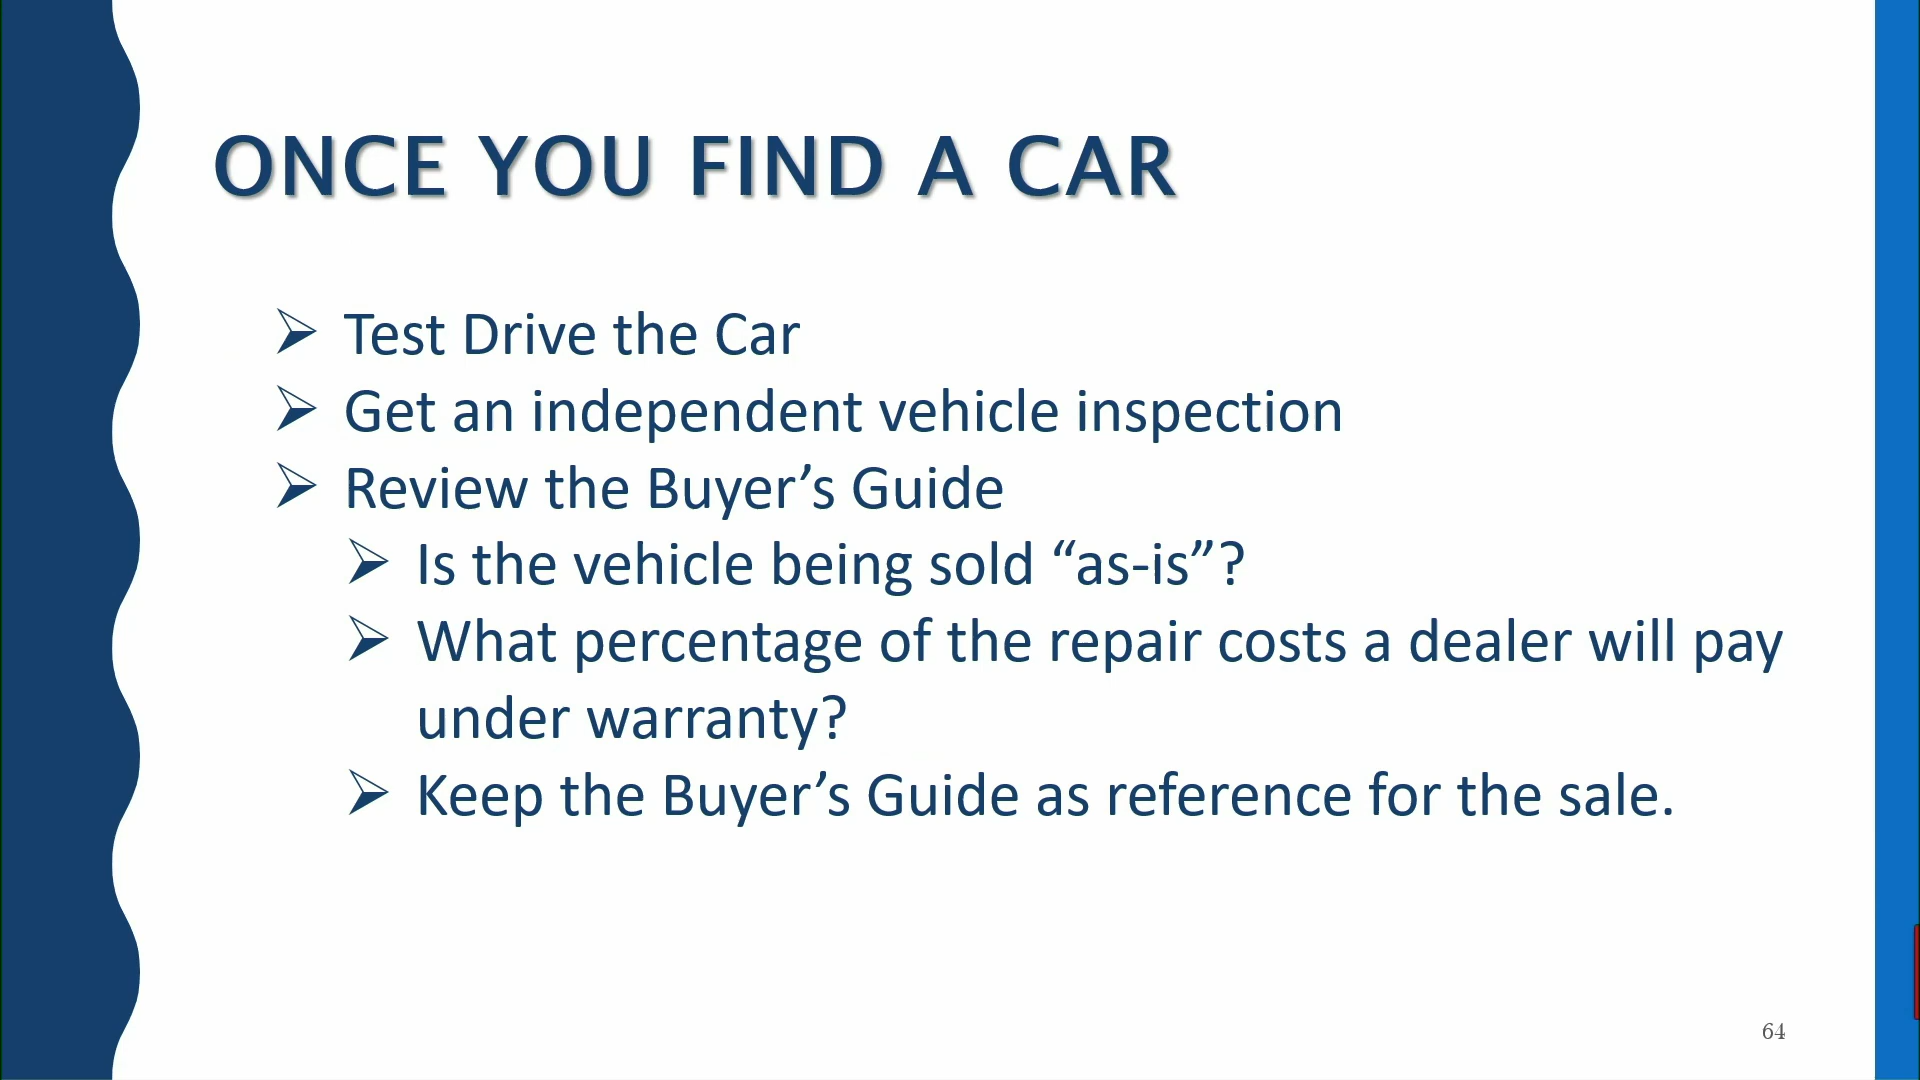 ONCE YOU FIND A CAR
Test Drive the Car
Get an independent vehicle inspection
Review the Buyer’s Guide
Is the vehicle being sold “as-is”?
What percentage of the repair costs a dealer will pay
under warranty?
Keep the Buyer’s Guide as reference for the sale.
64